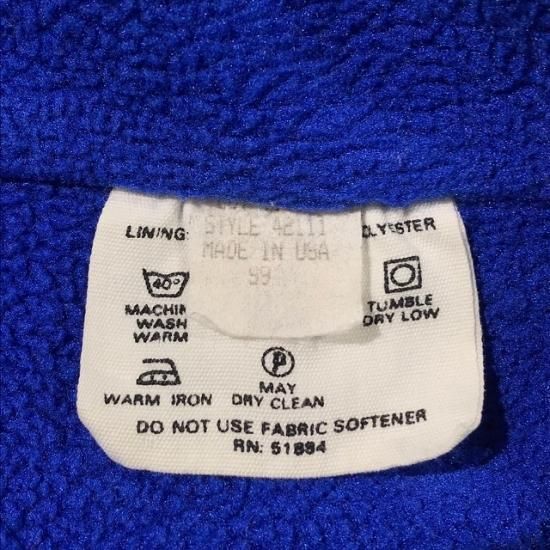 STYLE 42111
MADE IN USA
99
LINING:
40°
MACHIN
WASH
WARM
TUMBLE
DRY LOW
WARM IRON
P
MAY
DRY CLEAN
DO NOT USE FABRIC SOFTENER
RN: 51884